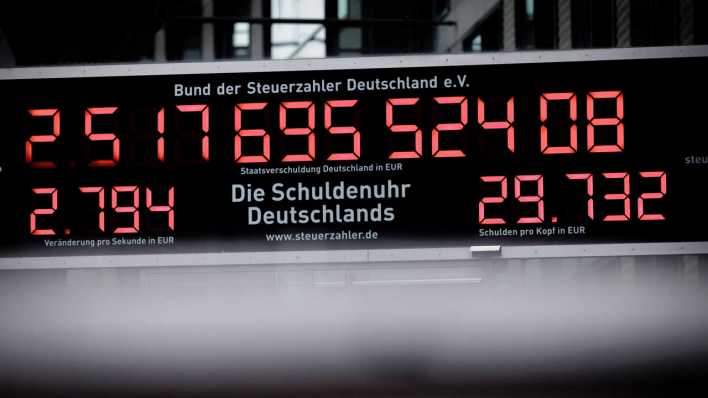 Bund der Steuerzahler Deutschland e.V.
2 517 695 524 08
Staatsverschuldung Deutschland in EUR
2.794
Veränderung pro Sekunde in EUR
Die Schuldenuhr
Deutschlands
www.steuerzahler.de
29.732
Schulden pro Kopf in EUR
steu